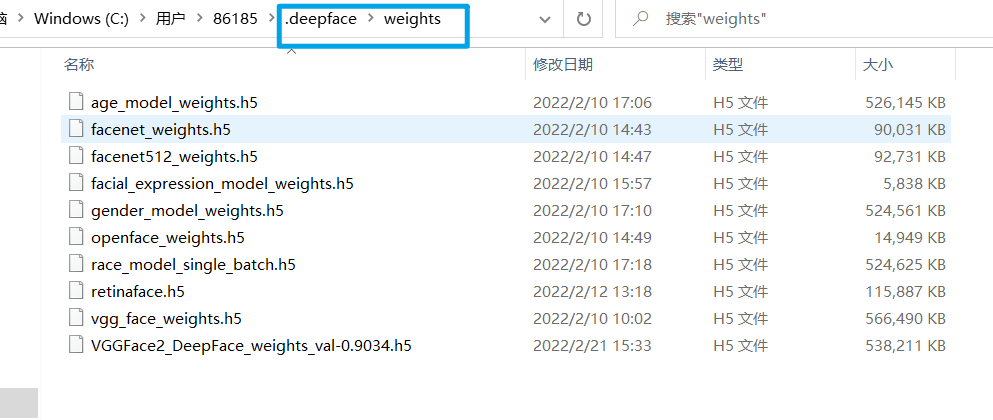 脑 > Windows (C:) > 用户 > 86185 > .deepface > weights 搜索"weights"
名称 修改日期 类型 大小
age_model_weights.h5 2022/2/10 17:06 H5 文件 526,145 KB
facenet_weights.h5 2022/2/10 14:43 H5 文件 90,031 KB
facenet512_weights.h5 2022/2/10 14:47 H5 文件 92,731 KB
facial_expression_model_weights.h5 2022/2/10 15:57 H5 文件 5,838 KB
gender_model_weights.h5 2022/2/10 17:10 H5 文件 524,561 KB
openface_weights.h5 2022/2/10 14:49 H5 文件 14,949 KB
race_model_single_batch.h5 2022/2/10 17:18 H5 文件 524,625 KB
retinaface.h5 2022/2/12 13:18 H5 文件 115,887 KB
vgg_face_weights.h5 2022/2/10 10:02 H5 文件 566,490 KB
VGGFace2_DeepFace_weights_val-0.9034.h5 2022/2/21 15:33 H5 文件 538,211 KB